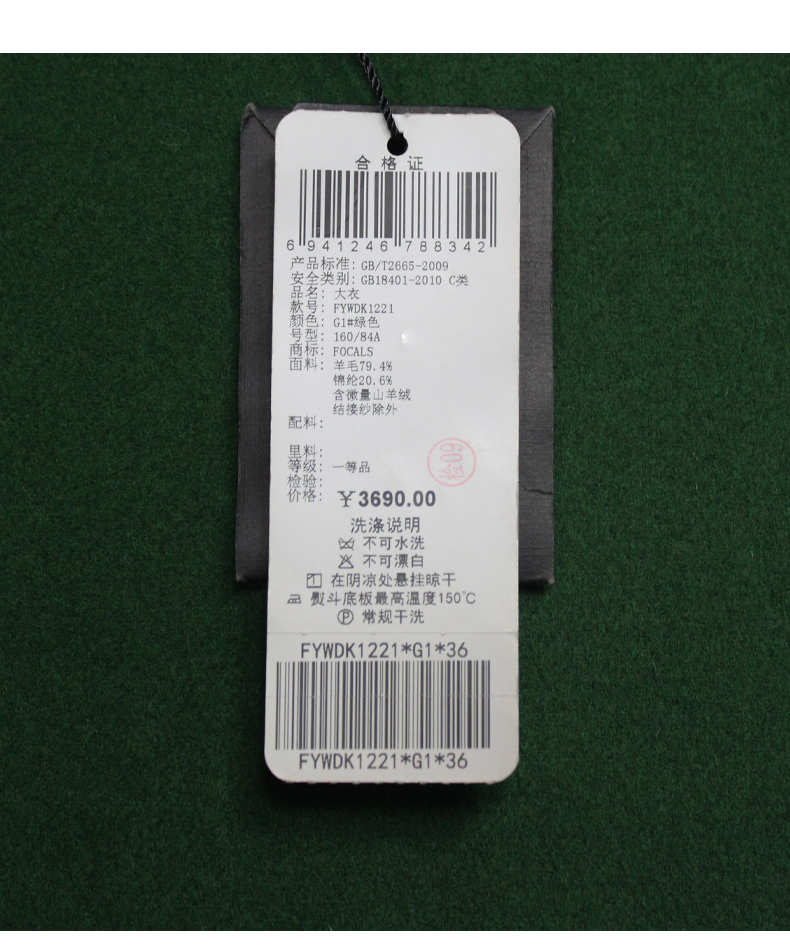 合格证
6 941246 788342
产品标准: GB/T2665-2009
安全类别: GB18401-2010 C类
品名: 大衣
款号: FYWDK1221
颜色: G1#绿色
号型: 160/84A
商标: FOCALS
面料: 羊毛79.4%
锦纶20.6%
含微量山羊绒
结接纱除外
配料:
里料:
等级: 一等品
检验:
检09
价格: ¥3690.00
洗涤说明
不可水洗
不可漂白
在阴凉处悬挂晾干
熨斗底板最高温度150℃
P 常规干洗
FYWDK1221*G1*36
FYWDK1221*G1*36